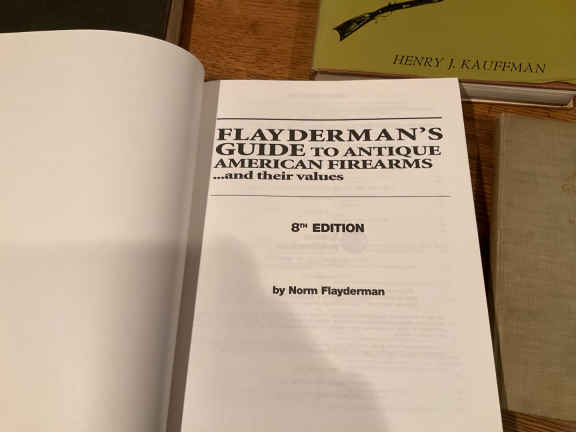 HENRY J. KAUFFMAN
FLAYDERMAN'S
GUIDE TO ANTIQUE
AMERICAN FIREARMS
...and their values
8TH EDITION
by Norm Flayderman